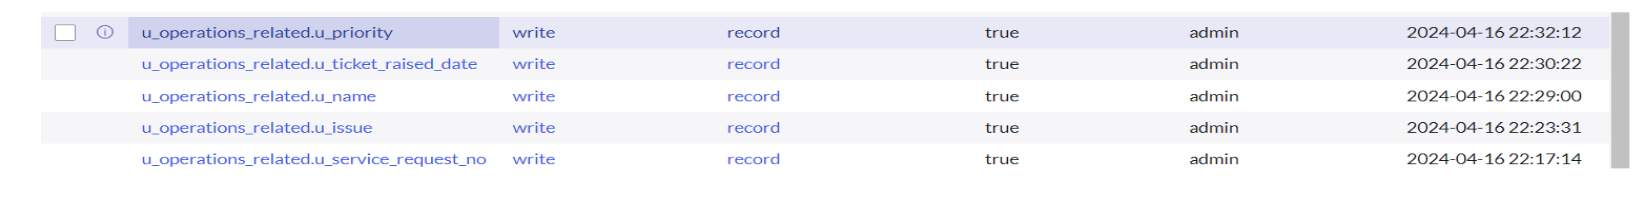 u_operations_related.u_priority write record true admin 2024-04-16 22:32:12
u_operations_related.u_ticket_raised_date write record true admin 2024-04-16 22:30:22
u_operations_related.u_name write record true admin 2024-04-16 22:29:00
u_operations_related.u_issue write record true admin 2024-04-16 22:23:31
u_operations_related.u_service_request_no write record true admin 2024-04-16 22:17:14